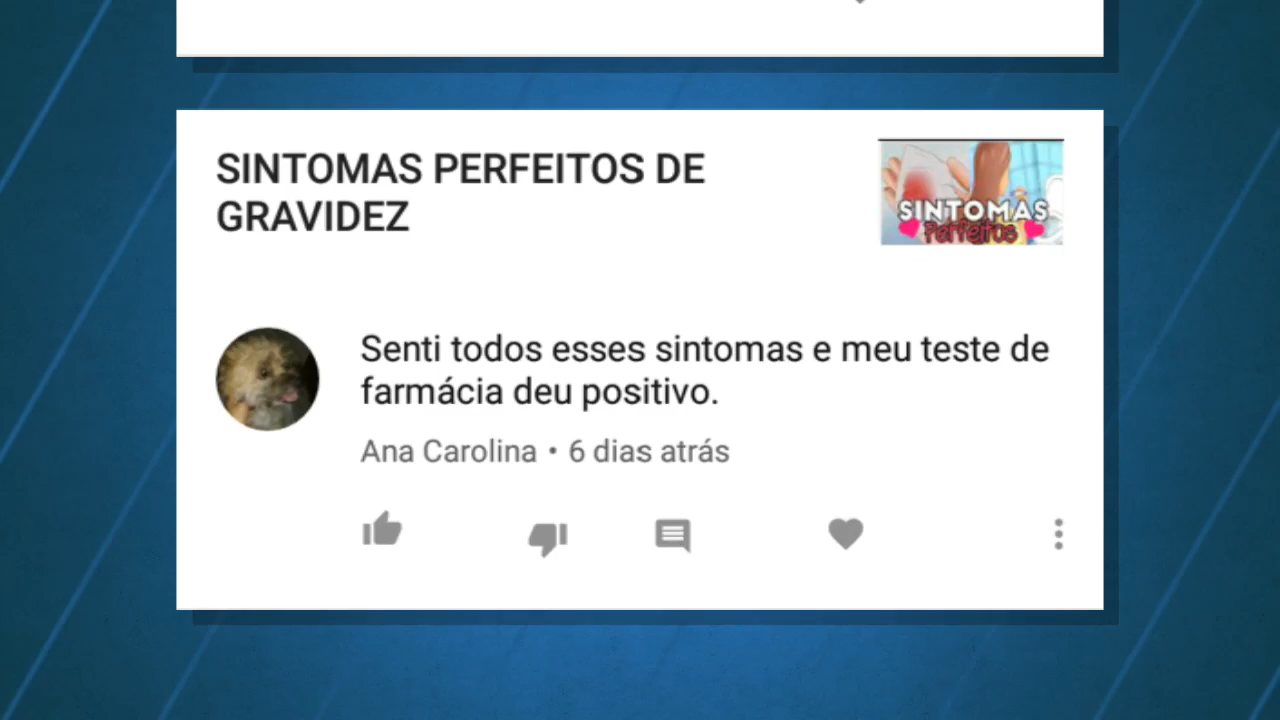 SINTOMAS PERFEITOS DE
GRAVIDEZ
SINTOMAS
Perfeitos
Senti todos esses sintomas e meu teste de
farmácia deu positivo.
Ana Carolina • 6 dias atrás